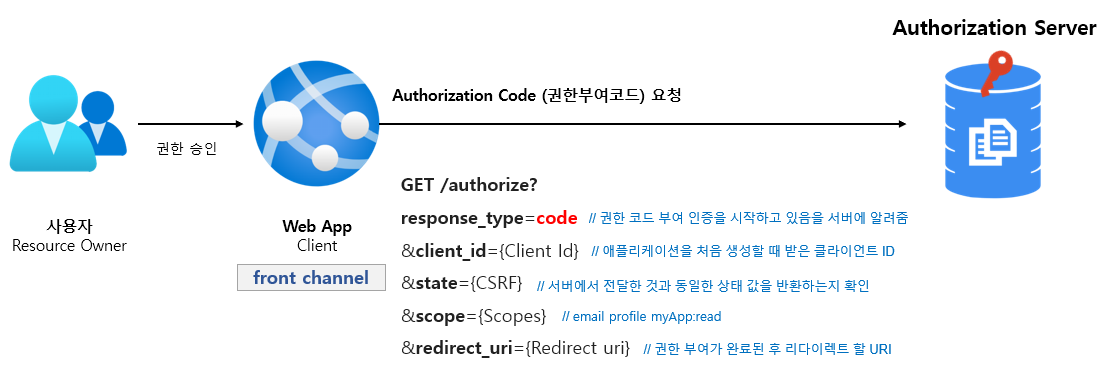 Authorization Server
Authorization Code (권한부여코드) 요청
권한 승인
사용자
Resource Owner
Web App
Client
front channel
GET /authorize?
response_type=code // 권한 코드 부여 인증을 시작하고 있음을 서버에 알려줌
&client_id={Client Id} // 애플리케이션을 처음 생성할 때 받은 클라이언트 ID
&state={CSRF} // 서버에서 전달한 것과 동일한 상태 값을 반환하는지 확인
&scope={Scopes} // email profile myApp:read
&redirect_uri={Redirect uri} // 권한 부여가 완료된 후 리다이렉트 할 URI